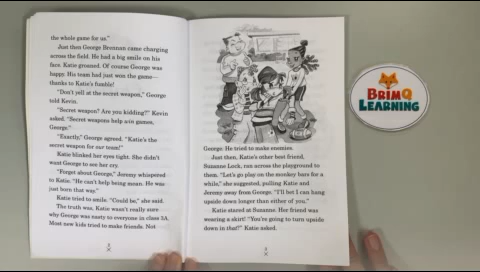 the whole game for us."
Just then George Brennan came charging
across the field. He had a big smile on his
face. Katie groaned. Of course George was
happy. His team had just won the game—
thanks to Katie's fumble!
"Don't yell at the secret weapon," George
told Kevin.
"Secret weapon? Are you kidding?" Kevin
asked. "Secret weapons help win games,
George."
"Exactly," George agreed. "Katie's the
secret weapon for our team!"
Katie blinked her eyes tight. She didn't
want George to see her cry.
"Forget about George," Jeremy whispered
to Katie. "He can't help being mean. He was
just born that way."
Katie tried to smile. "Could be," she said.
The truth was, Katie wasn't really sure
why George was nasty to everyone in class 3A.
Most new kids tried to make friends. Not
George. He tried to make enemies.
Just then, Katie's other best friend,
Suzanne Lock, ran across the playground to
them. "Let's go play on the monkey bars for a
while," she suggested, pulling Katie and
Jeremy away from George. "I'll bet I can hang
upside down longer than either of you."
Katie stared at Suzanne. Her friend was
wearing a skirt! "You're going to turn upside
down in that?" Katie asked.
BRIMQ
LEARNING